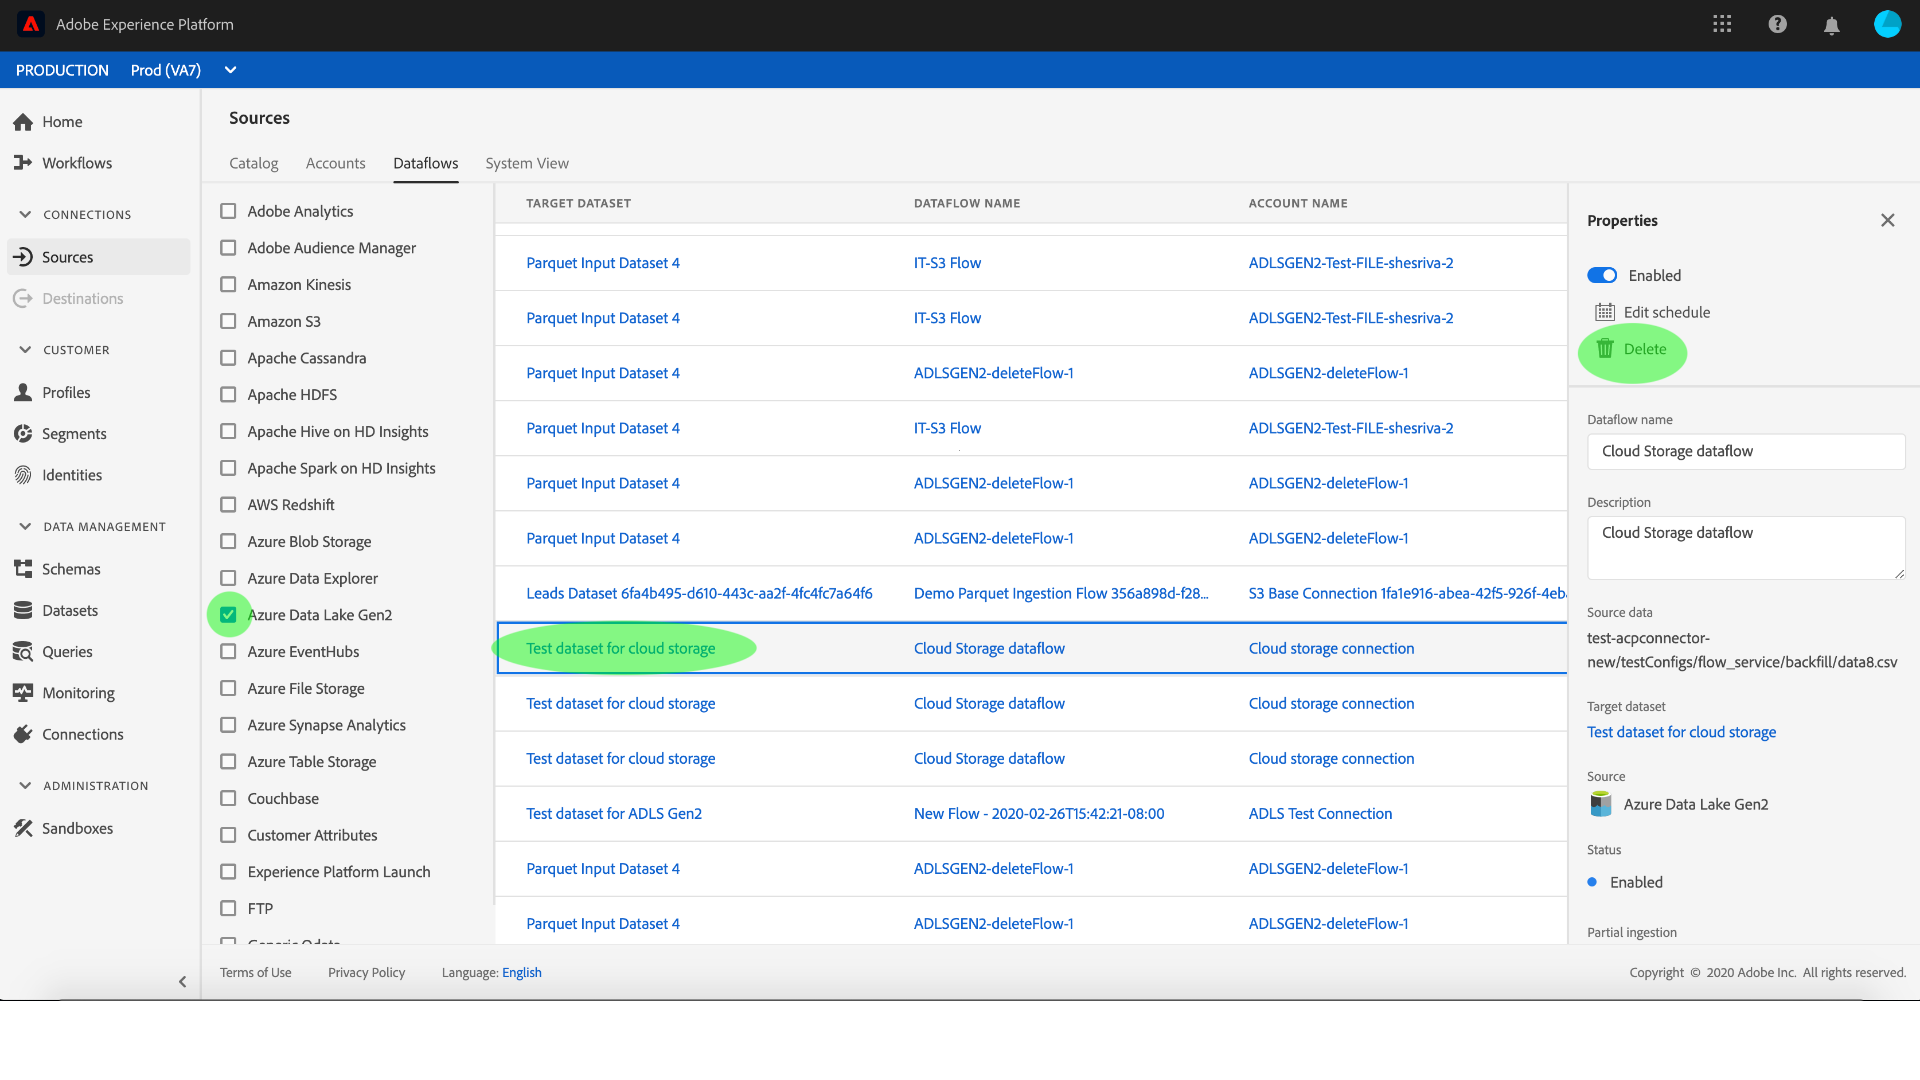 Adobe Experience Platform
PRODUCTION Prod (VA7)
Home
Workflows
CONNECTIONS
Sources
Destinations
CUSTOMER
Profiles
Segments
Identities
DATA MANAGEMENT
Schemas
Datasets
Queries
Monitoring
Connections
ADMINISTRATION
Sandboxes
Sources
Catalog Accounts Dataflows System View
Adobe Analytics
Adobe Audience Manager
Amazon Kinesis
Amazon S3
Apache Cassandra
Apache HDFS
Apache Hive on HD Insights
Apache Spark on HD Insights
AWS Redshift
Azure Blob Storage
Azure Data Explorer
Azure Data Lake Gen2
Azure EventHubs
Azure File Storage
Azure Synapse Analytics
Azure Table Storage
Couchbase
Customer Attributes
Experience Platform Launch
FTP
Generic Odata
TARGET DATASET DATAFLOW NAME ACCOUNT NAME
Parquet Input Dataset 4 IT-S3 Flow ADLSGEN2-Test-FILE-shesriva-2
Parquet Input Dataset 4 IT-S3 Flow ADLSGEN2-Test-FILE-shesriva-2
Parquet Input Dataset 4 ADLSGEN2-deleteFlow-1 ADLSGEN2-deleteFlow-1
Parquet Input Dataset 4 IT-S3 Flow ADLSGEN2-Test-FILE-shesriva-2
Parquet Input Dataset 4 ADLSGEN2-deleteFlow-1 ADLSGEN2-deleteFlow-1
Parquet Input Dataset 4 ADLSGEN2-deleteFlow-1 ADLSGEN2-deleteFlow-1
Leads Dataset 6fa4b495-d610-443c-aa2f-4fc4fc7a64f6 Demo Parquet Ingestion Flow 356a898d-f28... S3 Base Connection 1fa1e916-abea-42f5-926f-4eb
Test dataset for cloud storage Cloud Storage dataflow Cloud storage connection
Test dataset for cloud storage Cloud Storage dataflow Cloud storage connection
Test dataset for cloud storage Cloud Storage dataflow Cloud storage connection
Test dataset for ADLS Gen2 New Flow - 2020-02-26T15:42:21-08:00 ADLS Test Connection
Parquet Input Dataset 4 ADLSGEN2-deleteFlow-1 ADLSGEN2-deleteFlow-1
Parquet Input Dataset 4 ADLSGEN2-deleteFlow-1 ADLSGEN2-deleteFlow-1
Properties
Enabled
Edit schedule
Delete
Dataflow name
Cloud Storage dataflow
Description
Cloud Storage dataflow
Source data
test-acpconnector-
new/testConfigs/flow_service/backfill/data8.csv
Target dataset
Test dataset for cloud storage
Source
Azure Data Lake Gen2
Status
Enabled
Partial ingestion
Terms of Use Privacy Policy Language: English Copyright © 2020 Adobe Inc. All rights reserved.